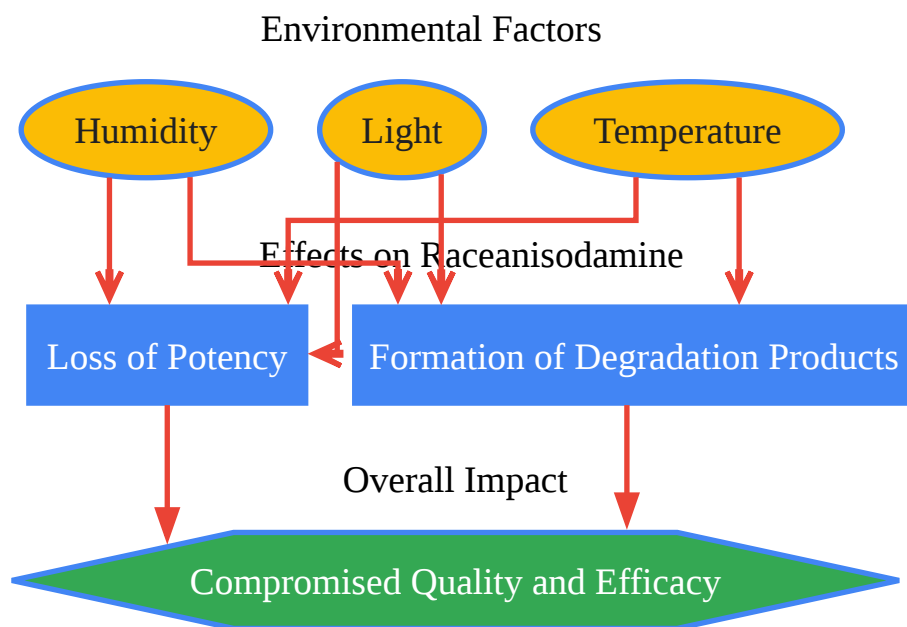 Environmental Factors
Humidity
Light
Temperature
Effects on Raceanisodamine
Loss of Potency
Formation of Degradation Products
Overall Impact
Compromised Quality and Efficacy